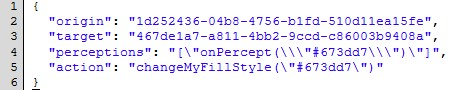 1 {
2 "origin": "1d252436-04b8-4756-b1fd-510d11ea15fe",
3 "target": "467de1a7-a811-4bb2-9ccd-c86003b9408a",
4 "perceptions": "[\"onPercept(\\\"#673dd7\\\")\"]",
5 "action": "changeMyFillStyle(\"#673dd7\")"
6 }